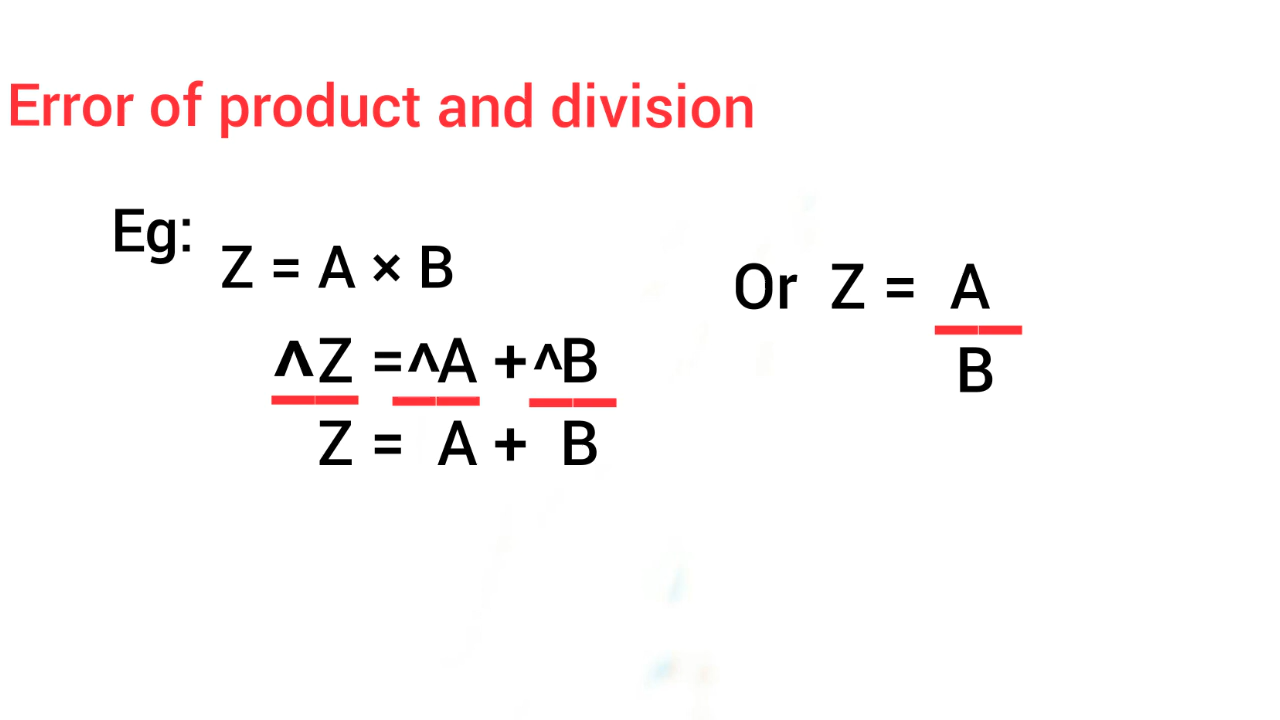 Error of product and division
Eg:
Z = A × B
^Z =^A +^B
Z = A + B
Or Z = A
B